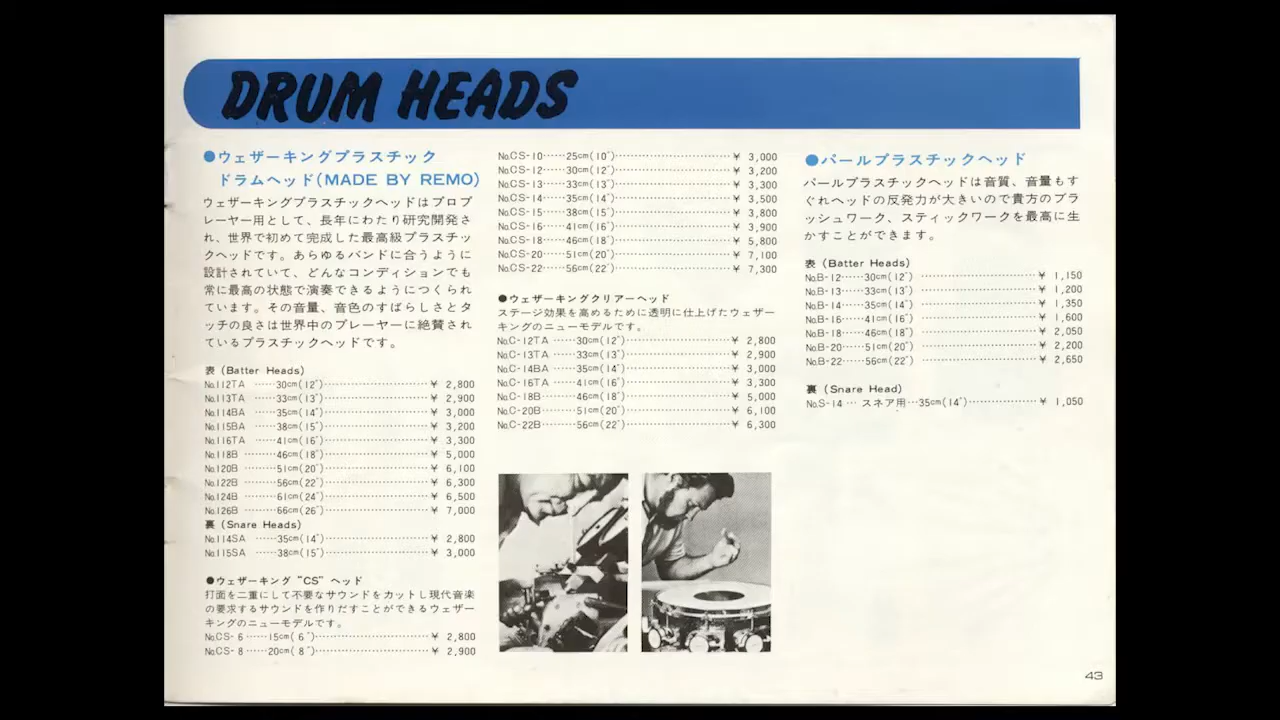 DRUM HEADS
●ウェザーキングプラスチック
ドラムヘッド(MADE BY REMO)
ウェザーキングプラスチックヘッドはプロプ
レーヤー用として、長年にわたり研究開発さ
れ、世界で初めて完成した最高級プラスチッ
クヘッドです。あらゆるバンドに合うように
設計されていて、どんなコンディションでも
常に最高の状態で演奏できるようにつくられ
ています。その音量、音色のすばらしさとタ
ッチの良さは世界中のプレーヤーに絶賛され
ているプラスチックヘッドです。
表 (Batter Heads)
No.112TA ······30cm(12″)······························¥ 2,800
No.113TA ······33cm(13″)······························¥ 2,900
No.114BA ······35cm(14″)······························¥ 3,000
No.115BA ······38cm(15″)······························¥ 3,200
No.116TA ······41cm(16″)······························¥ 3,300
No.118B ·········46cm(18″)······························¥ 5,000
No.120B ·········51cm(20″)······························¥ 6,100
No.122B ·········56cm(22″)······························¥ 6,300
No.124B ·········61cm(24″)······························¥ 6,500
No.126B ·········66cm(26″)······························¥ 7,000
裏 (Snare Heads)
No.114SA ······35cm(14″)······························¥ 2,800
No.115SA ······38cm(15″)······························¥ 3,000
●ウェザーキング “CS” ヘッド
打面を二重にして不要なサウンドをカットし現代音楽
の要求するサウンドを作りだすことができるウェザー
キングのニューモデルです。
No.CS- 6 ······15cm( 6″)······························¥ 2,800
No.CS- 8 ······20cm( 8″)······························¥ 2,900
No.CS-10······25cm(10″)······························¥ 3,000
No.CS-12······30cm(12″)······························¥ 3,200
No.CS-13······33cm(13″)······························¥ 3,300
No.CS-14······35cm(14″)······························¥ 3,500
No.CS-15······38cm(15″)······························¥ 3,800
No.CS-16······41cm(16″)······························¥ 3,900
No.CS-18······46cm(18″)······························¥ 5,800
No.CS-20······51cm(20″)······························¥ 7,100
No.CS-22······56cm(22″)······························¥ 7,300
●ウェザーキングクリアーヘッド
ステージ効果を高めるために透明に仕上げたウェザー
キングのニューモデルです。
No.C-12TA ······30cm(12″)······························¥ 2,800
No.C-13TA ······33cm(13″)······························¥ 2,900
No.C-14BA ······35cm(14″)······························¥ 3,000
No.C-16TA ······41cm(16″)······························¥ 3,300
No.C-18B ·········46cm(18″)······························¥ 5,000
No.C-20B ·········51cm(20″)······························¥ 6,100
No.C-22B ·········56cm(22″)······························¥ 6,300
●パールプラスチックヘッド
パールプラスチックヘッドは音質、音量もす
ぐれヘッドの反発力が大きいので貴方のブラ
ッシュワーク、スティックワークを最高に生
かすことができます。
表 (Batter Heads)
No.B-12······30cm(12″) ······························¥ 1,150
No.B-13······33cm(13″) ······························¥ 1,200
No.B-14······35cm(14″) ······························¥ 1,350
No.B-16······41cm(16″) ······························¥ 1,600
No.B-18······46cm(18″) ······························¥ 2,050
No.B-20······51cm(20″) ······························¥ 2,200
No.B-22······56cm(22″) ······························¥ 2,650
裏 (Snare Head)
No.S-14 ··· スネア用···35cm(14″)··················¥ 1,050
43